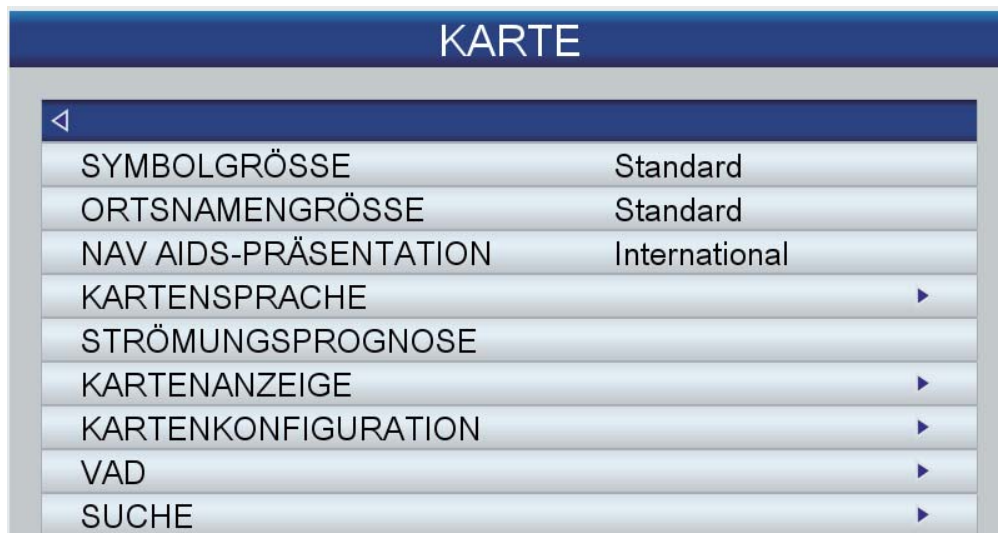 KARTE
SYMBOLGRÖSSE Standard
ORTSNAMENGRÖSSE Standard
NAV AIDS-PRÄSENTATION International
KARTENSPRACHE
STRÖMUNGSPROGNOSE
KARTENANZEIGE
KARTENKONFIGURATION
VAD
SUCHE